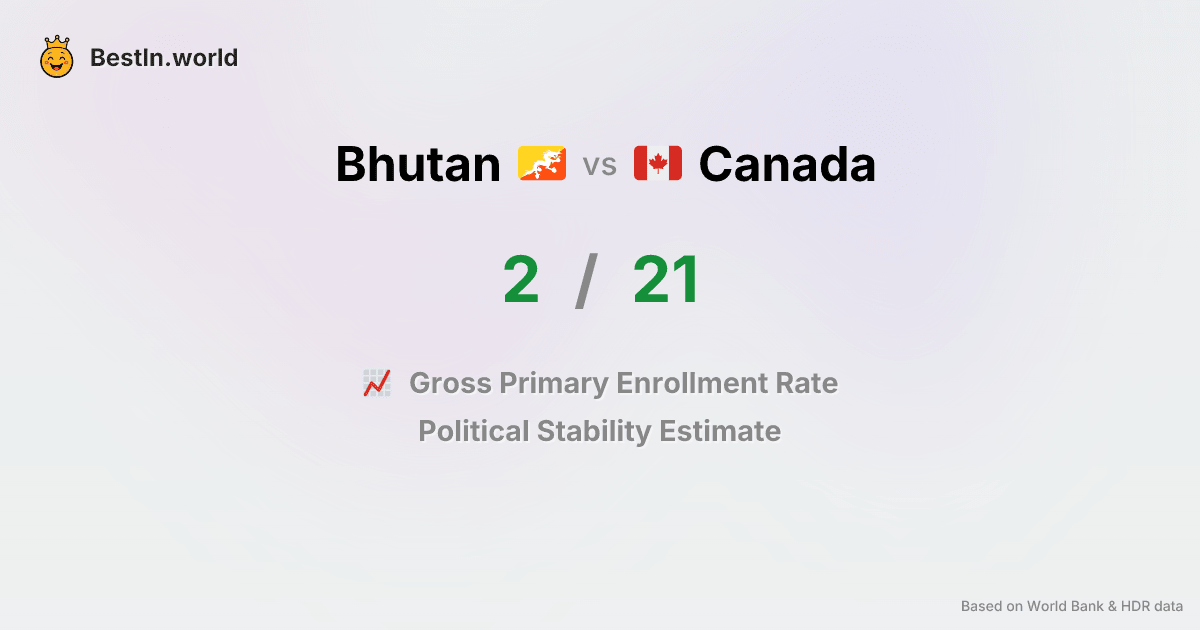 BestIn.world
Bhutan vs Canada
2 / 21
Gross Primary Enrollment Rate
Political Stability Estimate
Based on World Bank & HDR data